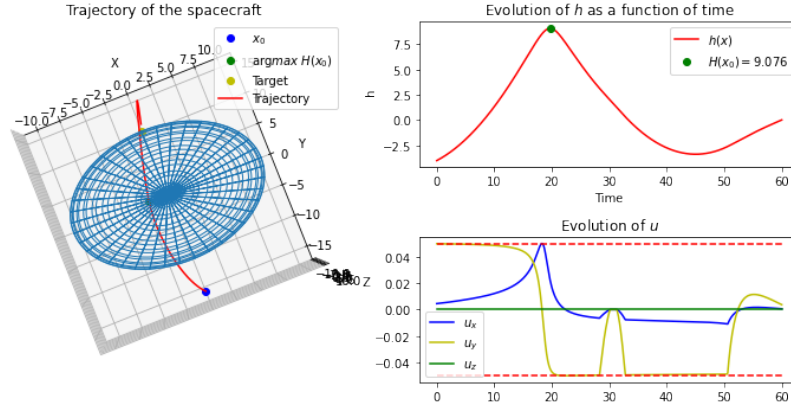 Trajectory of the spacecraft
x₀
argmax H(x₀)
Target
Trajectory
X
-10.0 -7.5 -5.0 -2.5 0.0 2.5 5.0 7.5 10.0
Y
5
0
-5
-10
-15
Z
Evolution of h as a function of time
h(x)
H(x₀) = 9.076
h
7.5
5.0
2.5
0.0
-2.5
0 10 20 30 40 50 60
Time
Evolution of u
0.04
0.02
0.00
-0.02
-0.04
uₓ
u_y
u_z
0 10 20 30 40 50 60